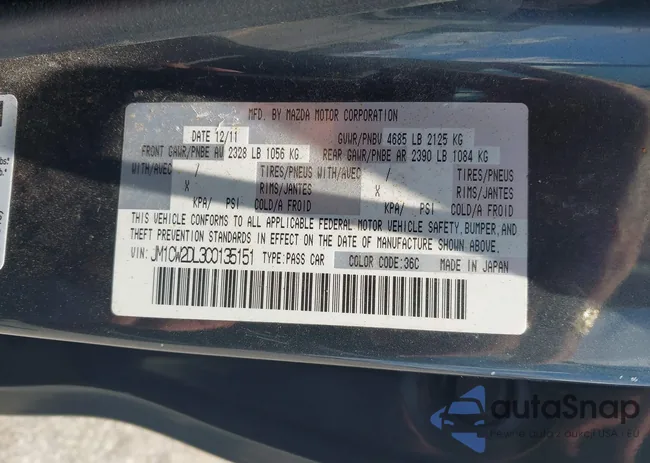 MFD. BY MAZDA MOTOR CORPORATION
DATE 12/11 GVWR/PNBV 4685 LB 2125 KG
FRONT GAWR/PNBE AV 2328 LB 1056 KG REAR GAWR/PNBE AR 2390 LB 1084 KG
WITH/AVEC TIRES/PNEUS WITH/AVEC TIRES/PNEUS
X RIMS/JANTES X RIMS/JANTES
KPA/ PSI COLD/A FROID KPA/ PSI COLD/A FROID
THIS VEHICLE CONFORMS TO ALL APPLICABLE FEDERAL MOTOR VEHICLE SAFETY, BUMPER, AND
THEFT PREVENTION STANDARDS IN EFFECT ON THE DATE OF MANUFACTURE SHOWN ABOVE.
VIN: JM1CW2DL3C0135151 TYPE: PASS CAR COLOR CODE: 36C MADE IN JAPAN
autaSnap